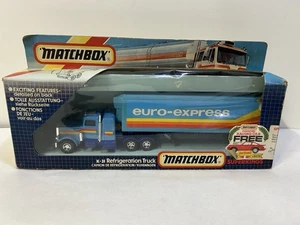 MATCHBOX
• EXCITING FEATURES-
detailed on back
• TOLLE AUSSTATTUNG-
siehe Rückseite
• FONCTIONS
DE JEU-
voir au dos
euro-express
Refrigeration Truck
MATCHBOX
FREE
SUPERKINGS